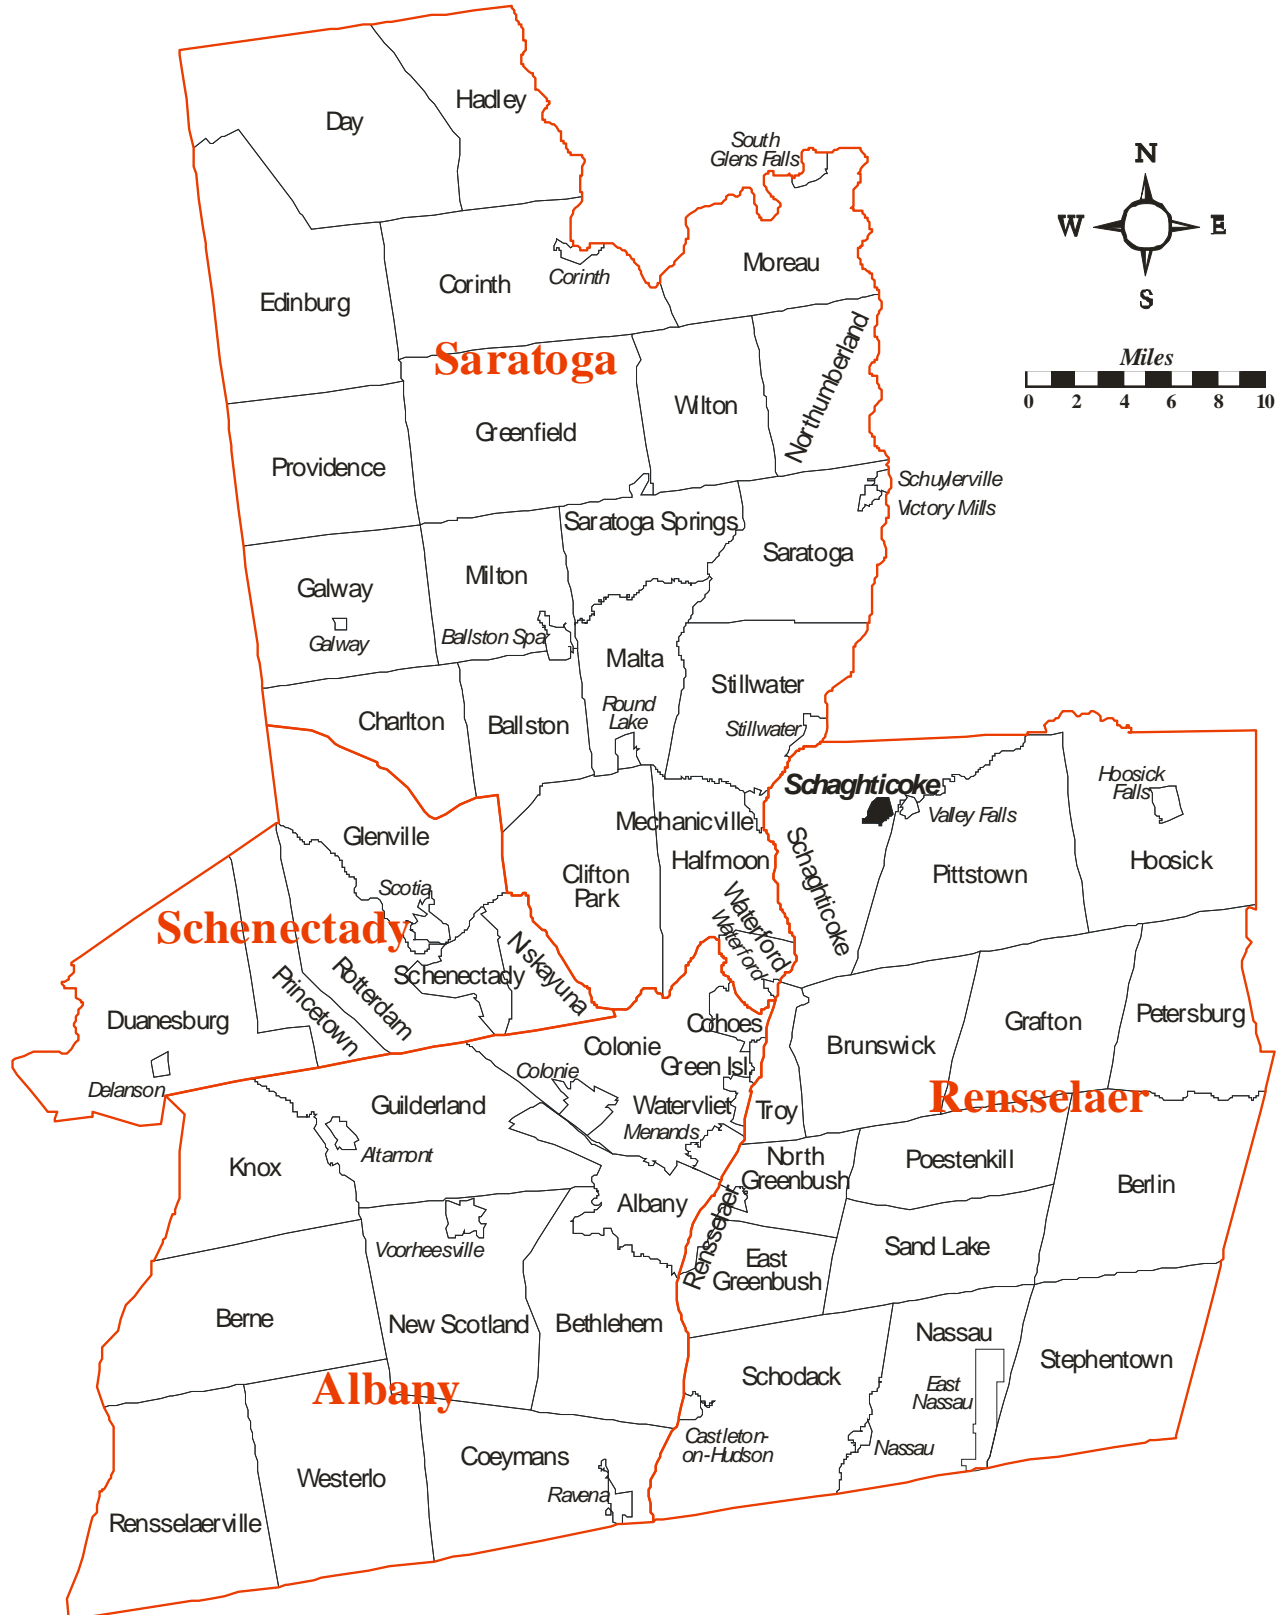 Hadley
Day
South
Glens Falls
N
W
E
S
Moreau
Corinth
Corinth
Edinburg
Miles
0 2 4 6 8 10
Saratoga
Northumberland
Wilton
Greenfield
Providence
Schuylerville
Victory Mills
Saratoga Springs
Saratoga
Milton
Galway
Galway
Ballston Spa
Malta
Stillwater
Round
Lake
Stillwater
Charlton
Ballston
Schaghticoke
Hoosick
Falls
Valley Falls
Mechanicville
Glenville
Halfmoon
Clifton
Park
Schaghticoke
Pittstown
Hoosick
Scotia
Schenectady
Waterford
Waterford
Niskayuna
Schenectady
Rotterdam
Princetown
Duanesburg
Cohoes
Colonie
Green Isl.
Brunswick
Grafton
Petersburg
Delanson
Colonie
Rensselaer
Guilderland
Watervliet
Troy
Menands
Altamont
Knox
North
Greenbush
Poestenkill
Berlin
Albany
Rensselaer
Voorheesville
East
Greenbush
Sand Lake
Berne
New Scotland
Bethlehem
Nassau
Stephentown
Schodack
Albany
East
Nassau
Castleton-
on-Hudson
Nassau
Coeymans
Westerlo
Ravena
Rensselaerville